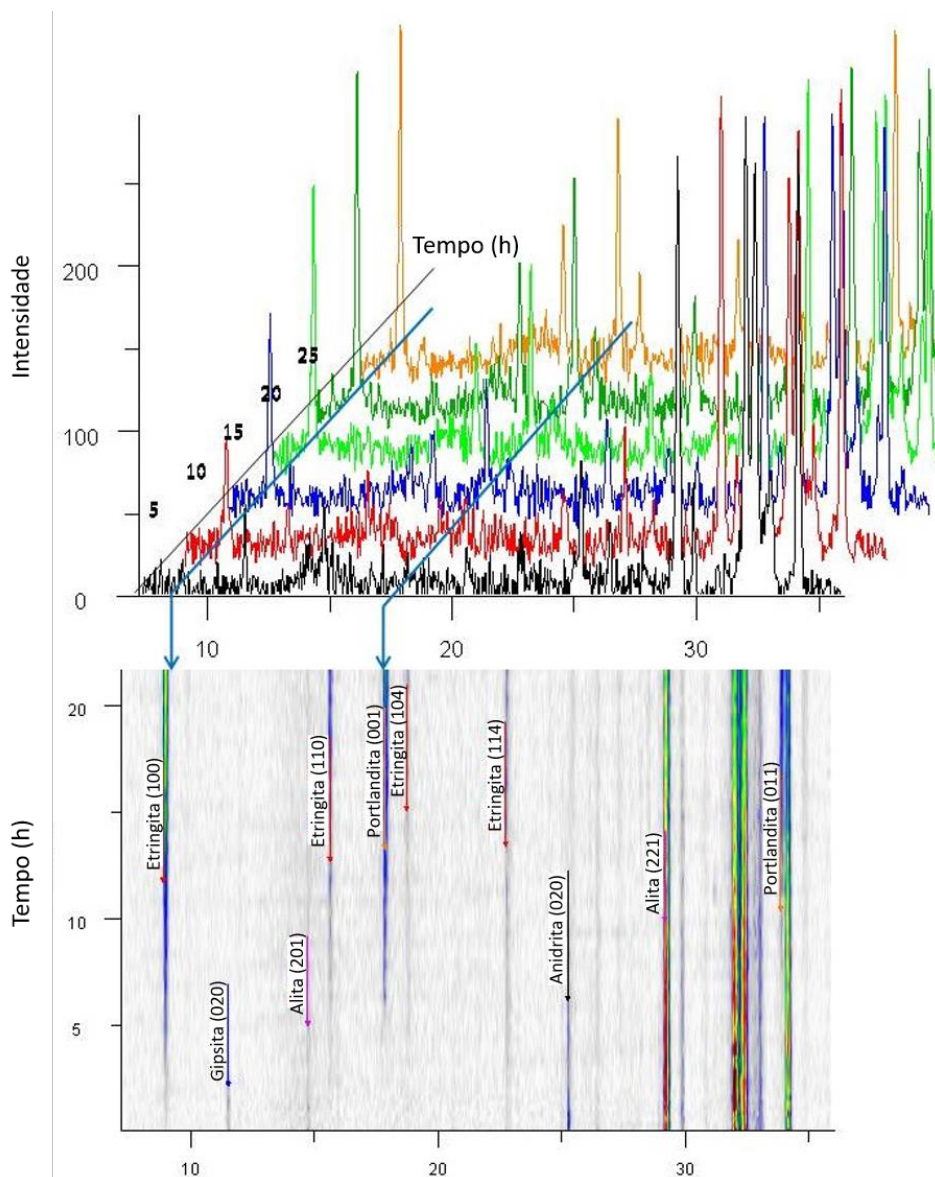 Intensidade
200
100
0
Tempo (h)
25
20
15
10
5
10
20
30
Tempo (h)
20
10
5
Etringita (100)
Gipsita (020)
Alita (201)
Etringita (110)
Portlandita (001)
Etringita (104)
Etringita (114)
Anidrita (020)
Alita (221)
Portlandita (011)
10
20
30